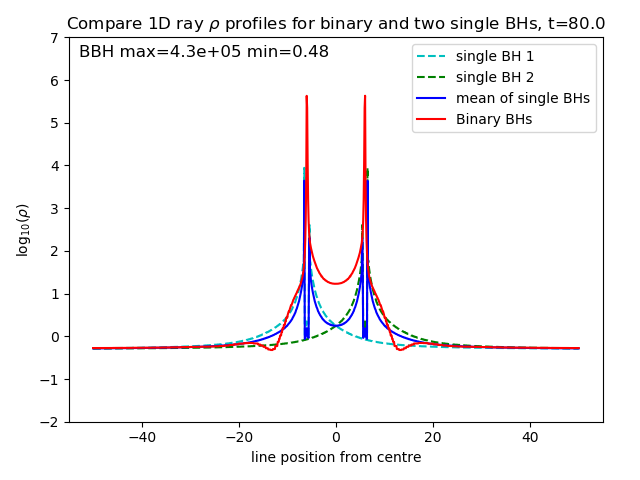 Compare 1D ray ρ profiles for binary and two single BHs, t=80.0
BBH max=4.3e+05 min=0.48
single BH 1
single BH 2
mean of single BHs
Binary BHs
7
6
5
4
3
2
1
0
−1
−2
log₁₀(ρ)
−40 −20 0 20 40
line position from centre